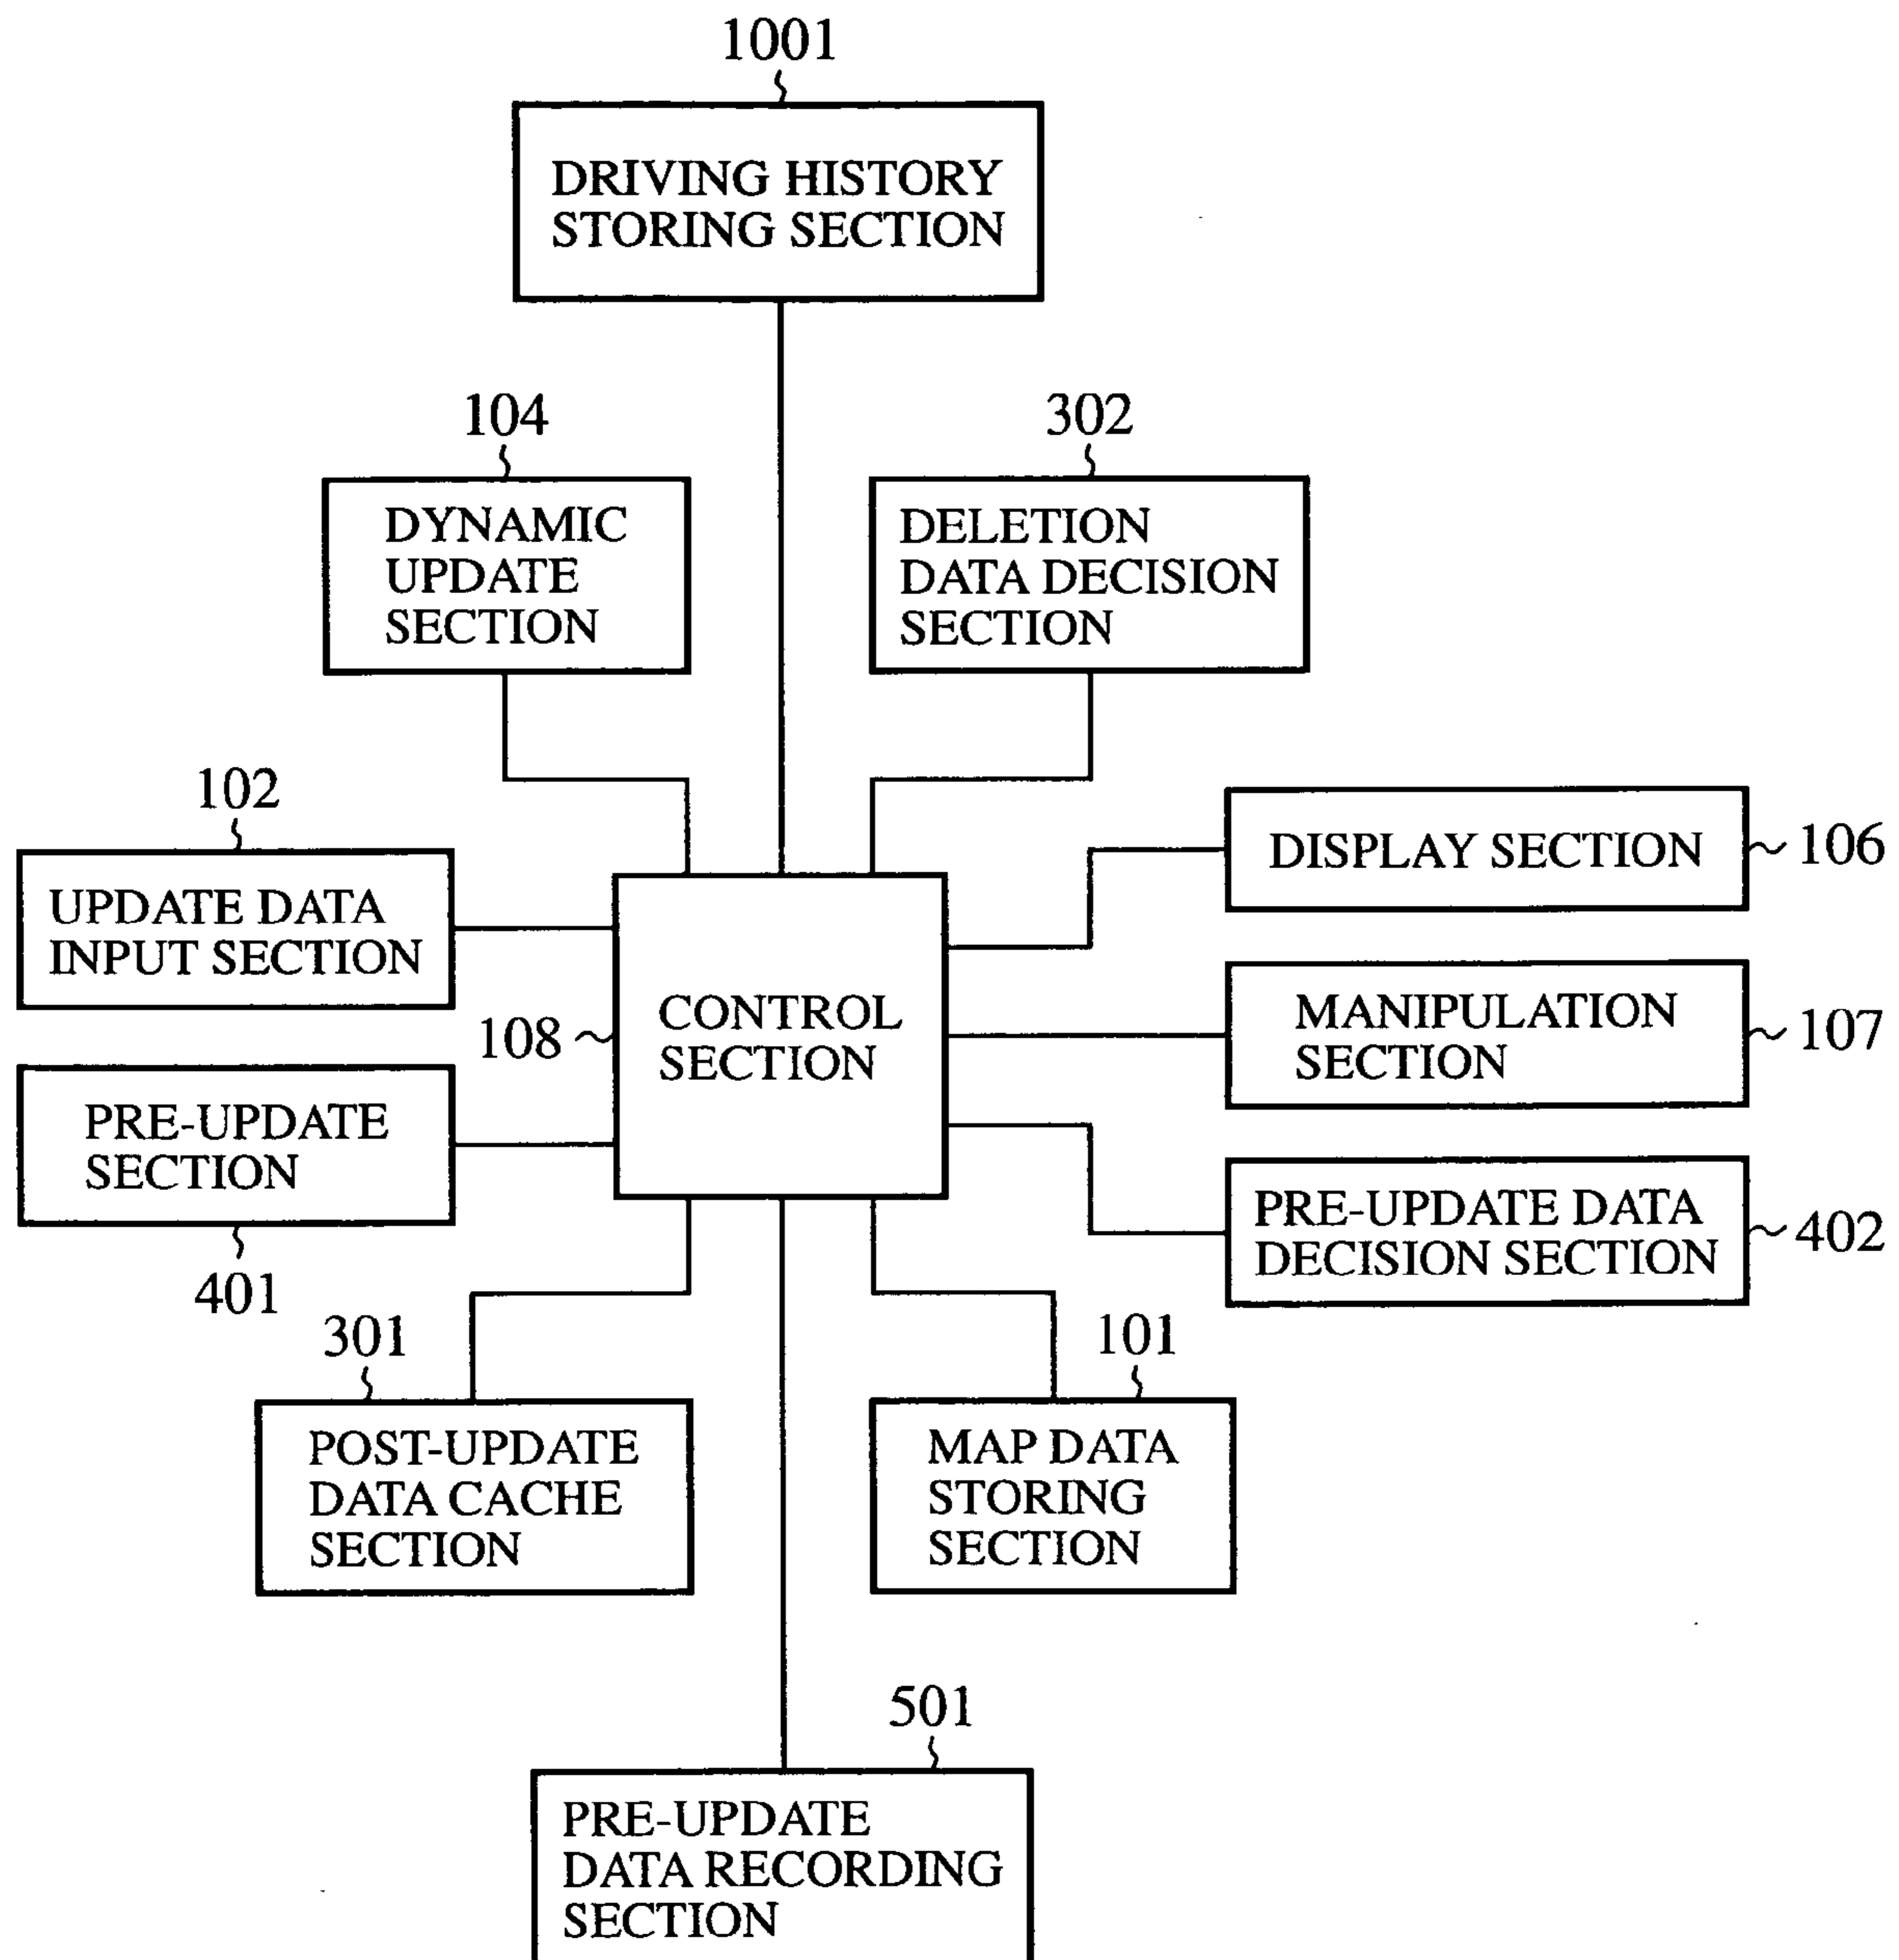 1001
DRIVING HISTORY
STORING SECTION
104
302
DYNAMIC
UPDATE
SECTION
DELETION
DATA DECISION
SECTION
102
UPDATE DATA
INPUT SECTION
DISPLAY SECTION
106
108
CONTROL
SECTION
MANIPULATION
SECTION
107
PRE-UPDATE
SECTION
401
PRE-UPDATE DATA
DECISION SECTION
402
301
POST-UPDATE
DATA CACHE
SECTION
101
MAP DATA
STORING
SECTION
501
PRE-UPDATE
DATA RECORDING
SECTION